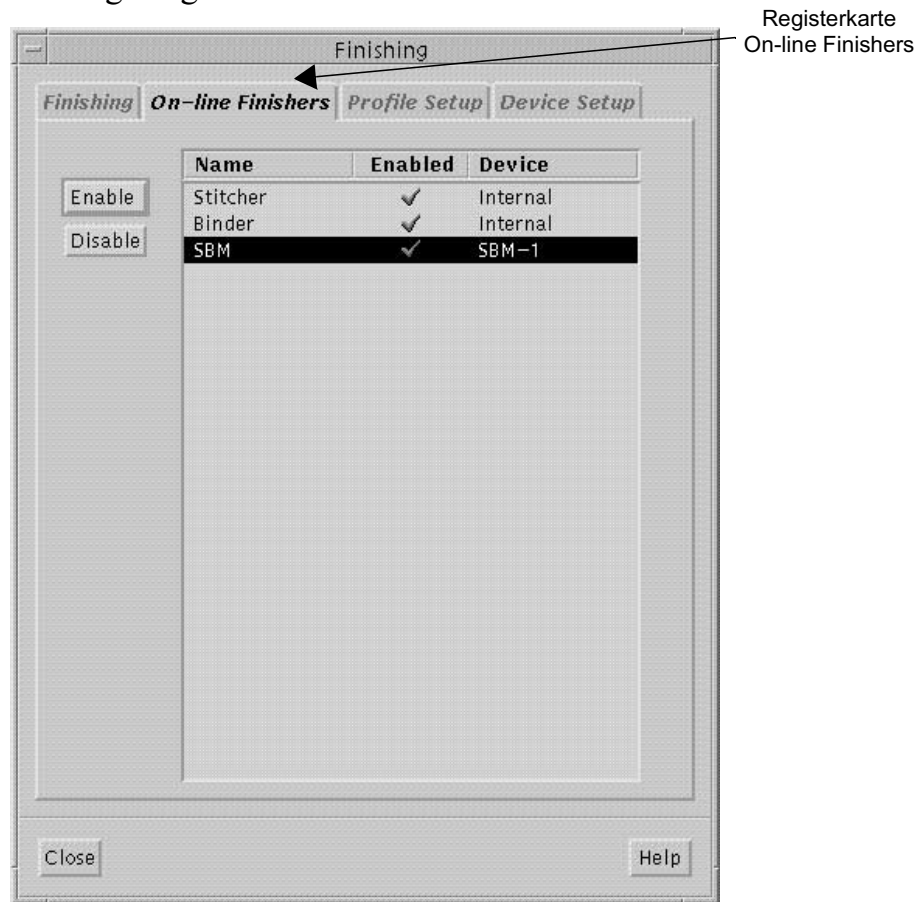 Registerkarte
On-line Finishers
Finishing
Finishing On-line Finishers Profile Setup Device Setup
Name Enabled Device
Enable
Disable
Stitcher Internal
Binder Internal
SBM SBM-1
Close Help